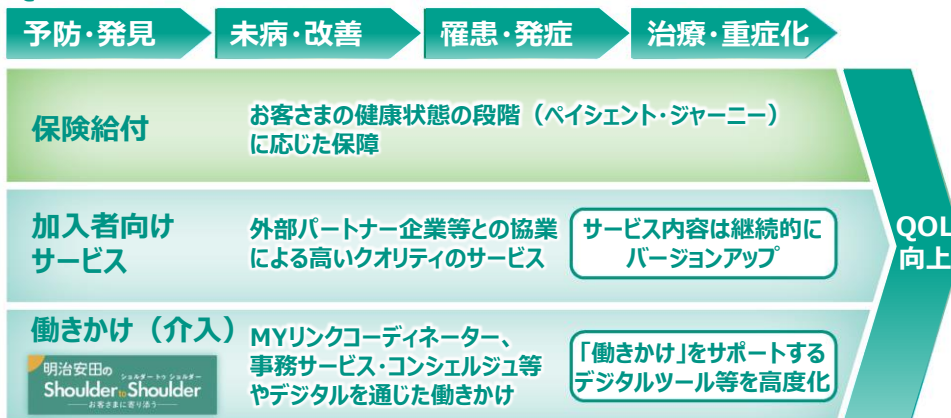 予防・発見
未病・改善
罹患・発症
治療・重症化
保険給付
お客さまの健康状態の段階（ペイシェント・ジャーニー）
に応じた保障
加入者向け
サービス
外部パートナー企業等との協業
による高いクオリティのサービス
サービス内容は継続的に
バージョンアップ
働きかけ（介入）
明治安田の
ショルダー トゥ ショルダー
Shoulder to Shoulder
お客さまに寄り添う
MYリンクコーディネーター、
事務サービス・コンシェルジュ等
やデジタルを通じた働きかけ
「働きかけ」をサポートする
デジタルツール等を高度化
QOL
向上